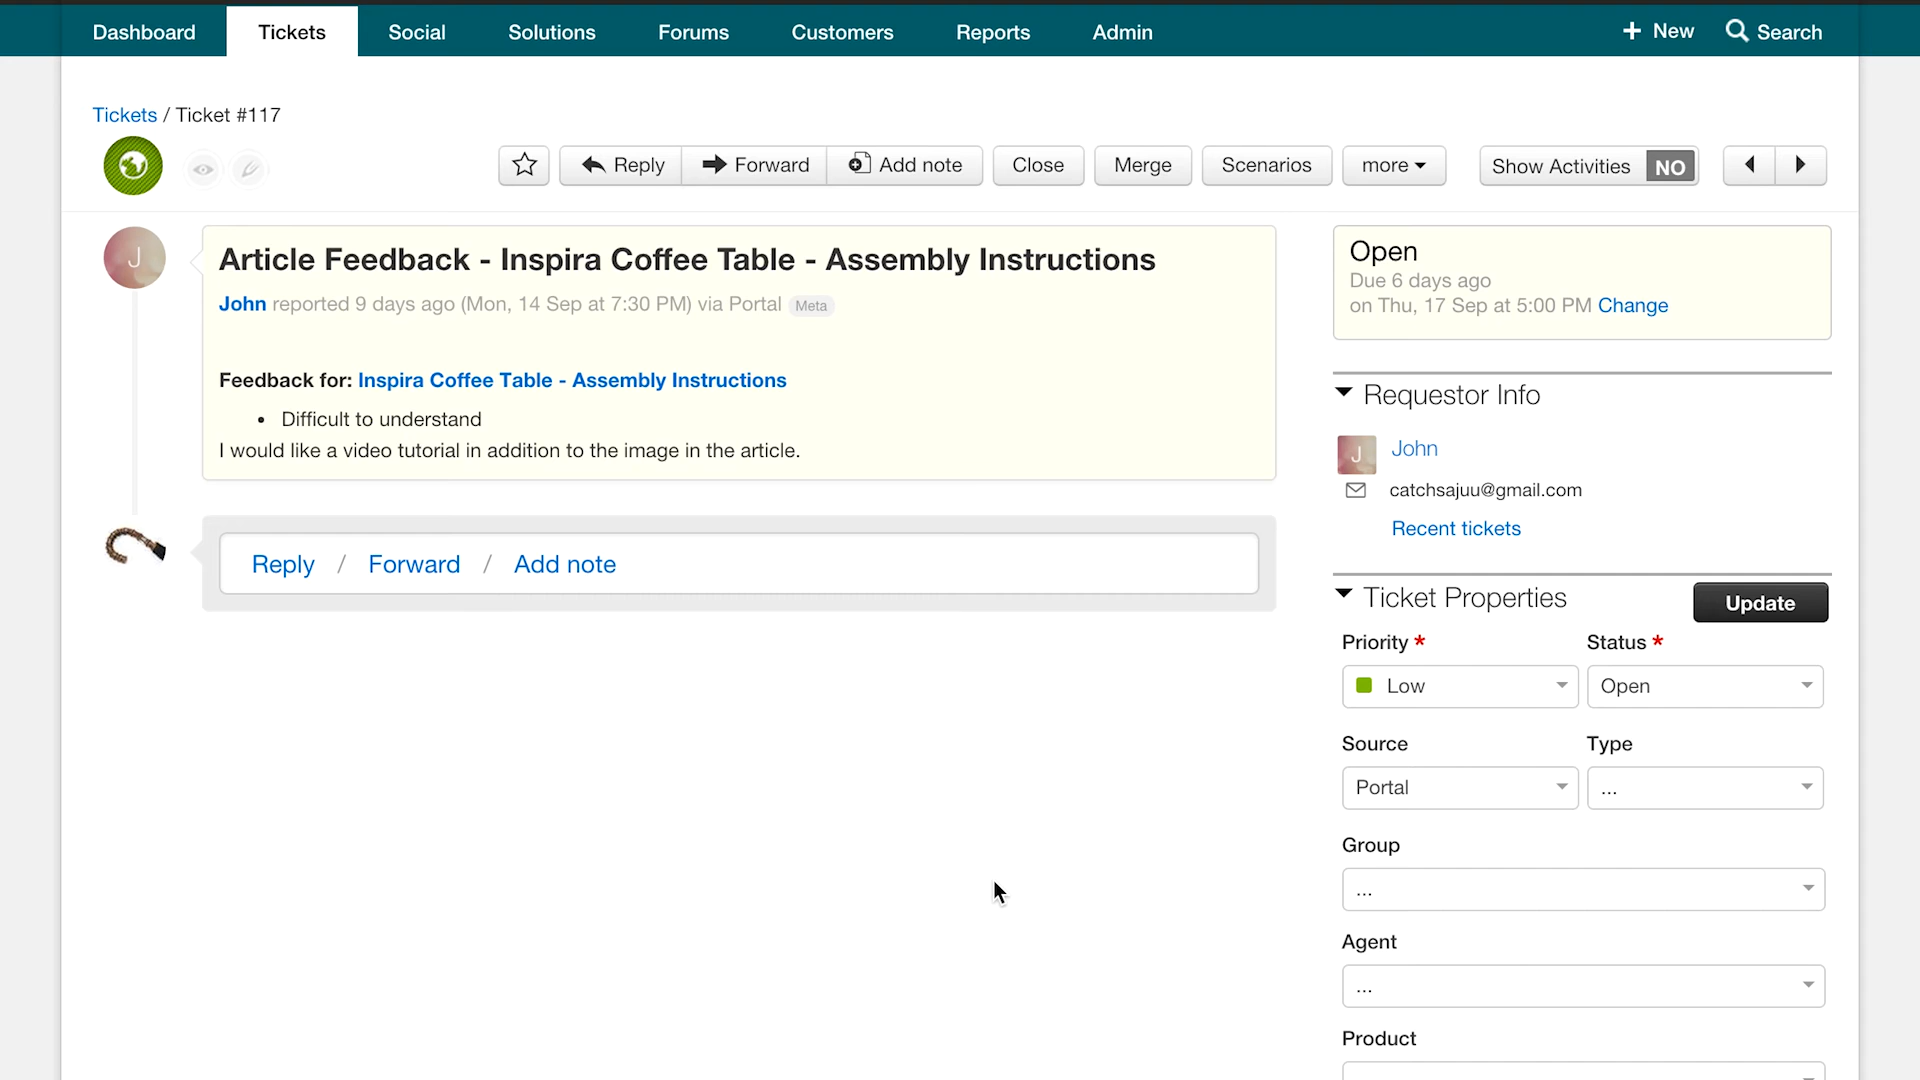 Dashboard Tickets Social Solutions Forums Customers Reports Admin + New Search
Tickets / Ticket #117
Reply Forward Add note Close Merge Scenarios more Show Activities NO
J
Article Feedback - Inspira Coffee Table - Assembly Instructions
John reported 9 days ago (Mon, 14 Sep at 7:30 PM) via Portal Meta
Feedback for: Inspira Coffee Table - Assembly Instructions
• Difficult to understand
I would like a video tutorial in addition to the image in the article.
Reply / Forward / Add note
Open
Due 6 days ago
on Thu, 17 Sep at 5:00 PM Change
Requestor Info
J John
catchsajuu@gmail.com
Recent tickets
Ticket Properties Update
Priority * Status *
Low Open
Source Type
Portal ...
Group
...
Agent
...
Product